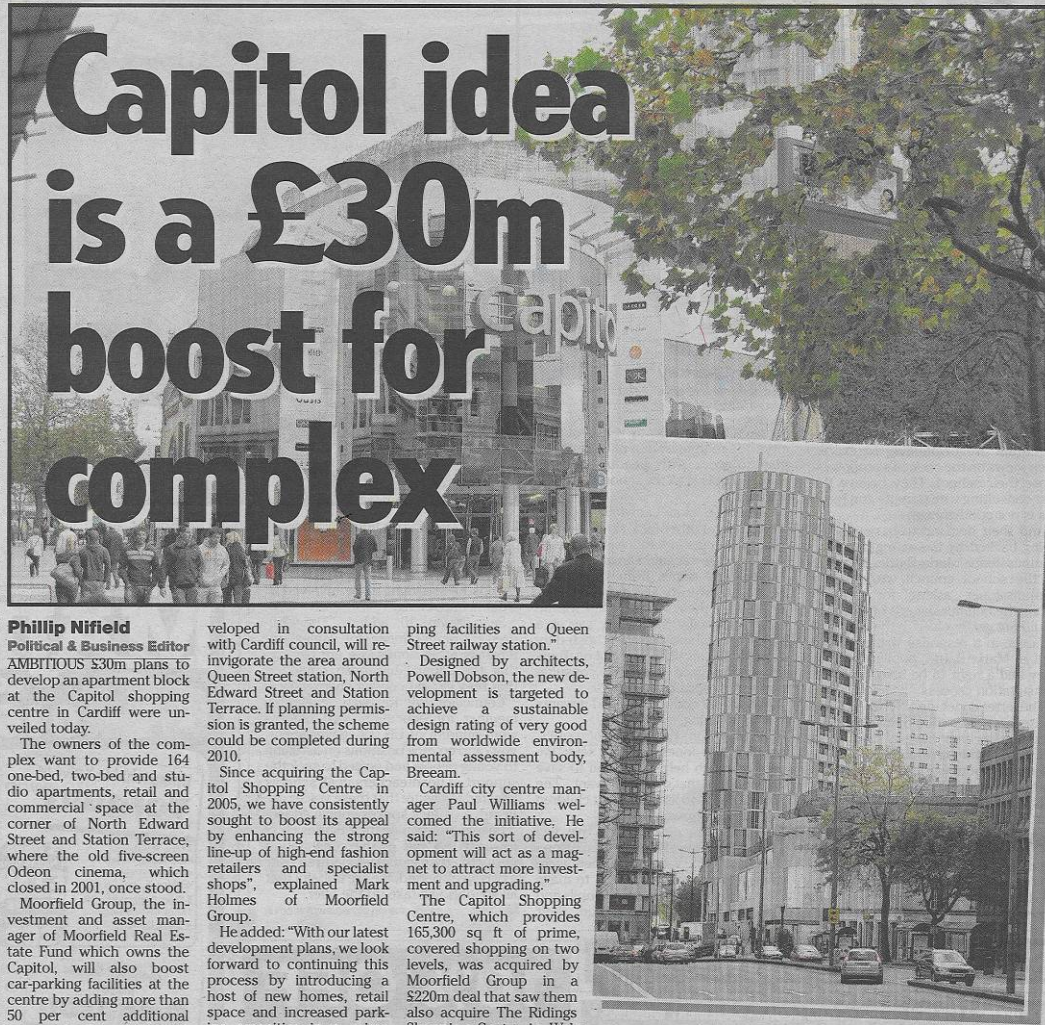 Capitol idea
is a £30m
boost for
complex
Capito
Phillip Nifield
Political & Business Editor
AMBITIOUS £30m plans to
develop an apartment block
at the Capitol shopping
centre in Cardiff were un-
veiled today.
The owners of the com-
plex want to provide 164
one-bed, two-bed and stu-
dio apartments, retail and
commercial space at the
corner of North Edward
Street and Station Terrace,
where the old five-screen
Odeon cinema, which
closed in 2001, once stood.
Moorfield Group, the in-
vestment and asset man-
ager of Moorfield Real Es-
tate Fund which owns the
Capitol, will also boost
car-parking facilities at the
centre by adding more than
50 per cent additional
veloped in consultation
with Cardiff council, will re-
invigorate the area around
Queen Street station, North
Edward Street and Station
Terrace. If planning permis-
sion is granted, the scheme
could be completed during
2010.
Since acquiring the Cap-
itol Shopping Centre in
2005, we have consistently
sought to boost its appeal
by enhancing the strong
line-up of high-end fashion
retailers and specialist
shops”, explained Mark
Holmes of Moorfield
Group.
He added: “With our latest
development plans, we look
forward to continuing this
process by introducing a
host of new homes, retail
space and increased park-
ping facilities and Queen
Street railway station.”
Designed by architects,
Powell Dobson, the new de-
velopment is targeted to
achieve a sustainable
design rating of very good
from worldwide environ-
mental assessment body,
Breeam.
Cardiff city centre man-
ager Paul Williams wel-
comed the initiative. He
said: “This sort of devel-
opment will act as a mag-
net to attract more invest-
ment and upgrading.”
The Capitol Shopping
Centre, which provides
165,300 sq ft of prime,
covered shopping on two
levels, was acquired by
Moorfield Group in a
£220m deal that saw them
also acquire The Ridings